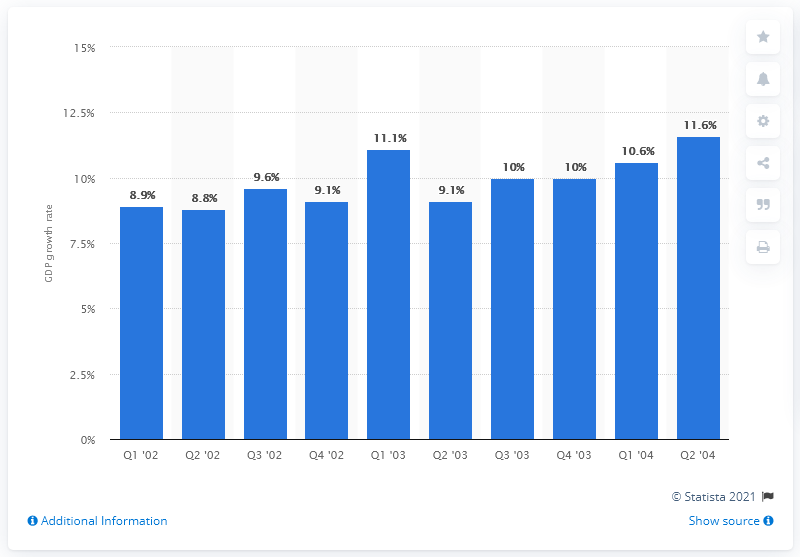 15%
12.5%
10%
7.5%
5%
2.5%
0%
GDP growth rate
8.9%
8.8%
9.6%
9.1%
11.1%
9.1%
10%
10%
10.6%
11.6%
Q1 '02
Q2 '02
Q3 '02
Q4 '02
Q1 '03
Q2 '03
Q3 '03
Q4 '03
Q1 '04
Q2 '04
© Statista 2021
Additional Information
Show source